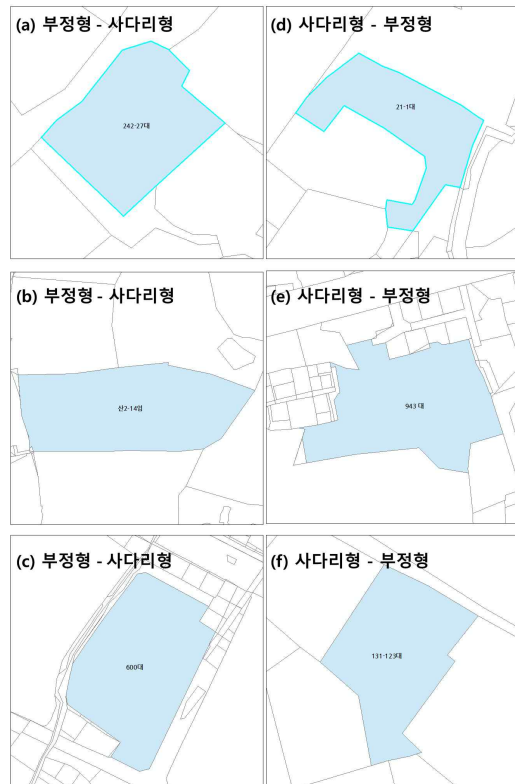 (a) 부정형 - 사다리형
242-27대
(d) 사다리형 - 부정형
21-1대
(b) 부정형 - 사다리형
산2-14임
(e) 사다리형 - 부정형
943 대
(c) 부정형 - 사다리형
600대
(f) 사다리형 - 부정형
131-123대